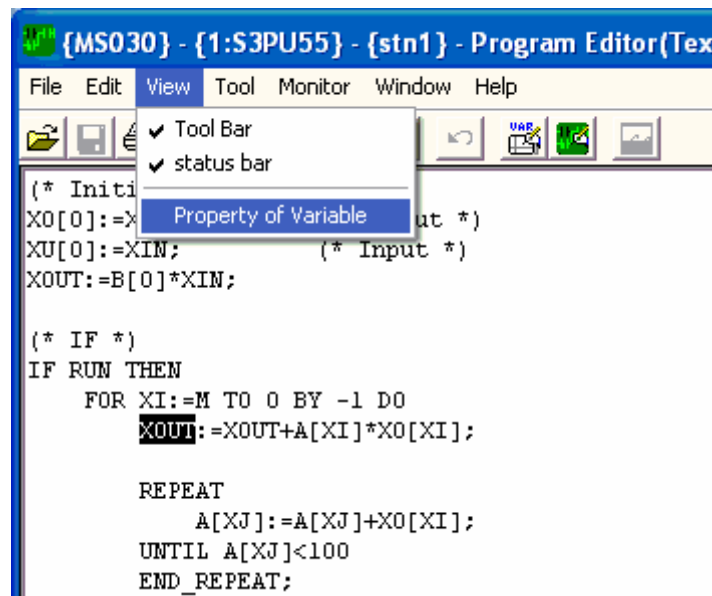 {MS030} - {1:S3PU55} - {stn1} - Program Editor(Tex
File Edit View Tool Monitor Window Help
Tool Bar
status bar
Property of Variable
VAR
(* Initi
X0[0]:=X ut *)
XU[0]:=XIN; (* Input *)
XOUT:=B[0]*XIN;
(* IF *)
IF RUN THEN
FOR XI:=M TO 0 BY -1 DO
XOUT:=XOUT+A[XI]*X0[XI];
REPEAT
A[XJ]:=A[XJ]+X0[XI];
UNTIL A[XJ]<100
END_REPEAT;